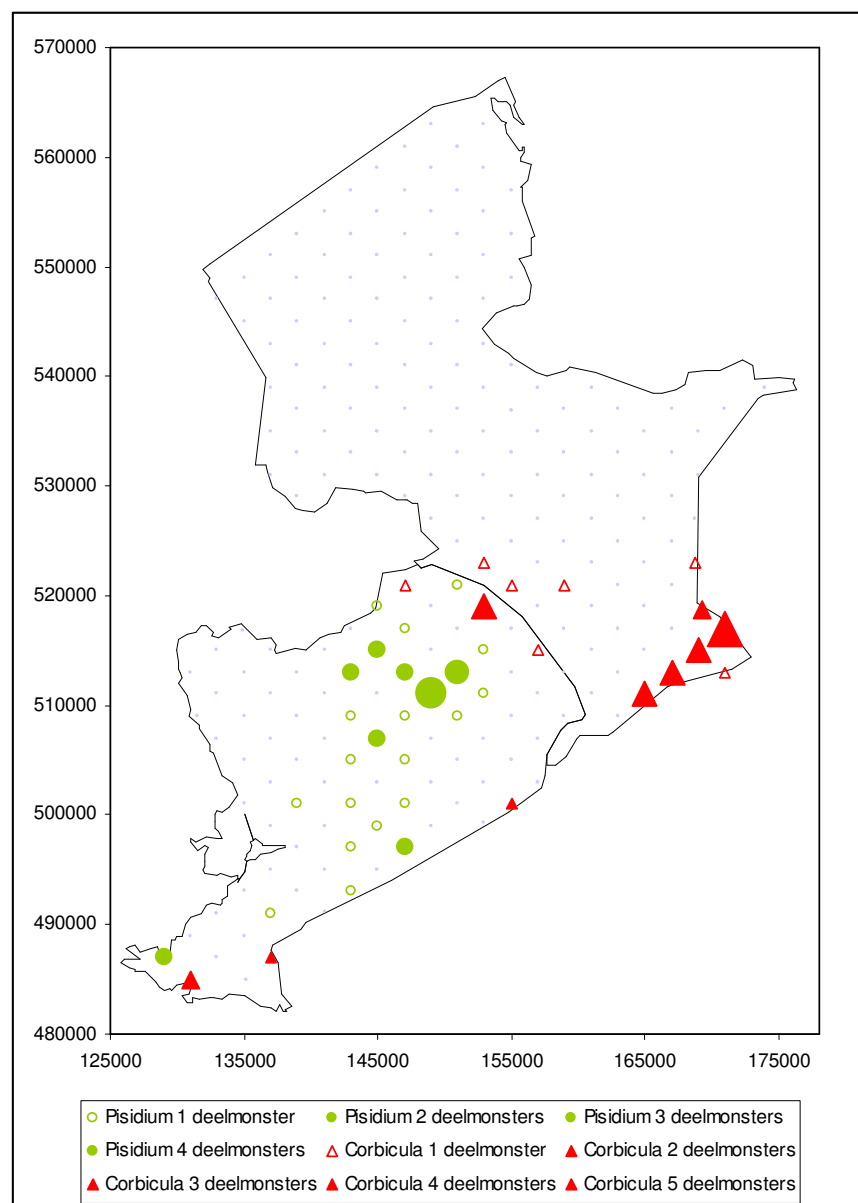 570000
560000
550000
540000
530000
520000
510000
500000
490000
480000
125000 135000 145000 155000 165000 175000
Pisidium 1 deelmonster Pisidium 2 deelmonsters Pisidium 3 deelmonsters
Pisidium 4 deelmonsters Corbicula 1 deelmonster Corbicula 2 deelmonsters
Corbicula 3 deelmonsters Corbicula 4 deelmonsters Corbicula 5 deelmonsters